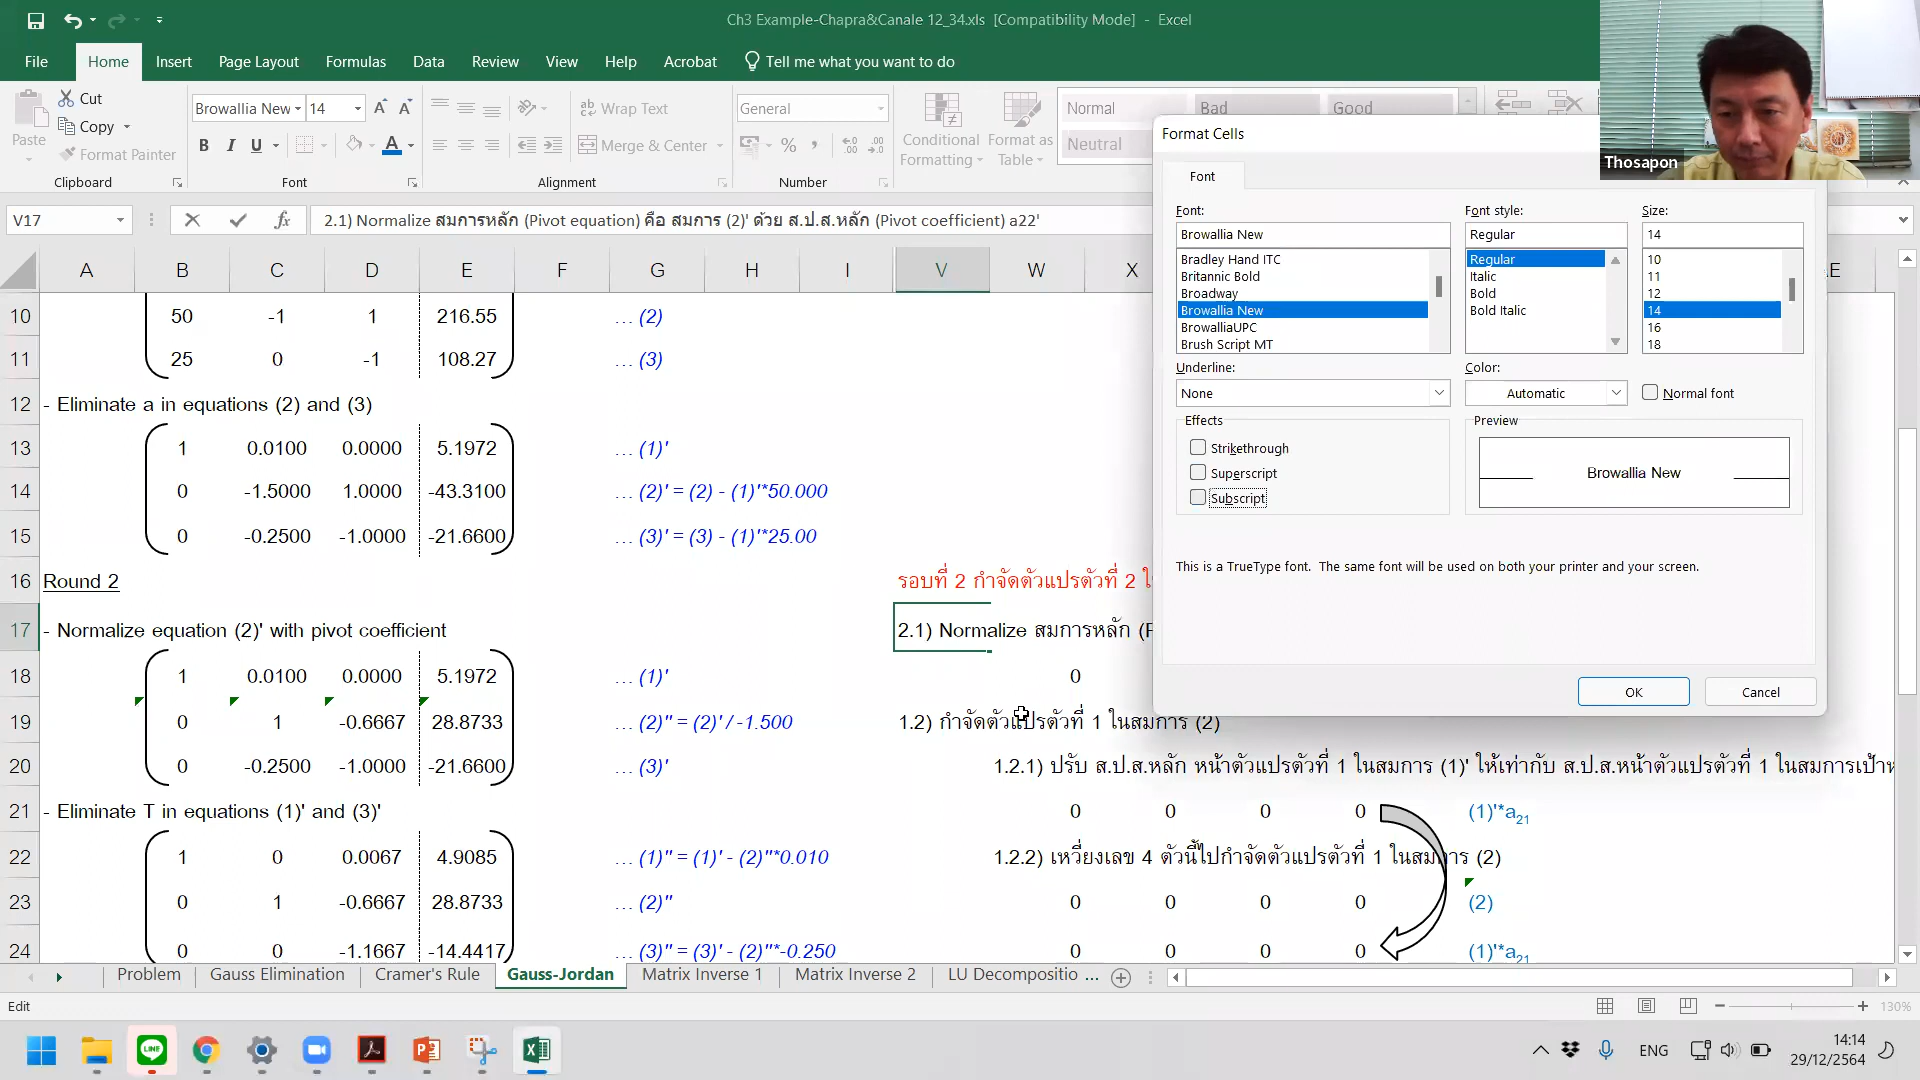 Ch3 Example-Chapra&Canale 12_34.xls [Compatibility Mode] - Excel
File Home Insert Page Layout Formulas Data Review View Help Acrobat Tell me what you want to do
Paste Cut Copy Format Painter Clipboard
Browallia New 14 B I U A Font
Wrap Text Merge & Center Alignment
General % Number
Conditional Formatting Format as Table
Normal Bad Good Neutral
Thosapon
V17 fx 2.1) Normalize สมการหลัก (Pivot equation) คือ สมการ (2)' ด้วย ส.ป.ส.หลัก (Pivot coefficient) a22'
A B C D E F G H I V W X E
10 50 -1 1 216.55 … (2)
11 25 0 -1 108.27 … (3)
12 - Eliminate a in equations (2) and (3)
13 1 0.0100 0.0000 5.1972 … (1)'
14 0 -1.5000 1.0000 -43.3100 … (2)' = (2) - (1)'*50.000
15 0 -0.2500 -1.0000 -21.6600 … (3)' = (3) - (1)'*25.00
16 Round 2 รอบที่ 2 กำจัดตัวแปรตัวที่ 2
17 - Normalize equation (2)' with pivot coefficient 2.1) Normalize สมการหลัก
18 1 0.0100 0.0000 5.1972 … (1)' 0
19 0 1 -0.6667 28.8733 … (2)" = (2)' / -1.500 1.2) กำจัดตัวแปรตัวที่ 1 ในสมการ (2)
20 0 -0.2500 -1.0000 -21.6600 … (3)' 1.2.1) ปรับ ส.ป.ส.หลัก หน้าตัวแปรตัวที่ 1 ในสมการ (1)' ให้เท่ากับ ส.ป.ส.หน้าตัวแปรตัวที่ 1 ในสมการเป้าห
21 - Eliminate T in equations (1)' and (3)' 0 0 0 0 (1)'*a21
22 1 0 0.0067 4.9085 … (1)" = (1)' - (2)"*0.010 1.2.2) เหวี่ยงเลข 4 ตัวนี้ไปกำจัดตัวแปรตัวที่ 1 ในสมการ (2)
23 0 1 -0.6667 28.8733 … (2)" 0 0 0 0 (2)
24 0 0 -1.1667 -14.4417 … (3)" = (3)' - (2)"*-0.250 0 0 0 0 (1)'*a21
Format Cells
Font
Font: Font style: Size:
Browallia New Regular 14
Bradley Hand ITC Regular 10
Britannic Bold Italic 11
Broadway Bold 12
Browallia New Bold Italic 14
BrowalliaUPC 16
Brush Script MT 18
Underline: Color:
None Automatic Normal font
Effects Preview
Strikethrough
Superscript Browallia New
Subscript
This is a TrueType font. The same font will be used on both your printer and your screen.
OK Cancel
Problem Gauss Elimination Cramer's Rule Gauss-Jordan Matrix Inverse 1 Matrix Inverse 2 LU Decompositio ...
Edit 130%
LINE ENG 14:14
29/12/2564